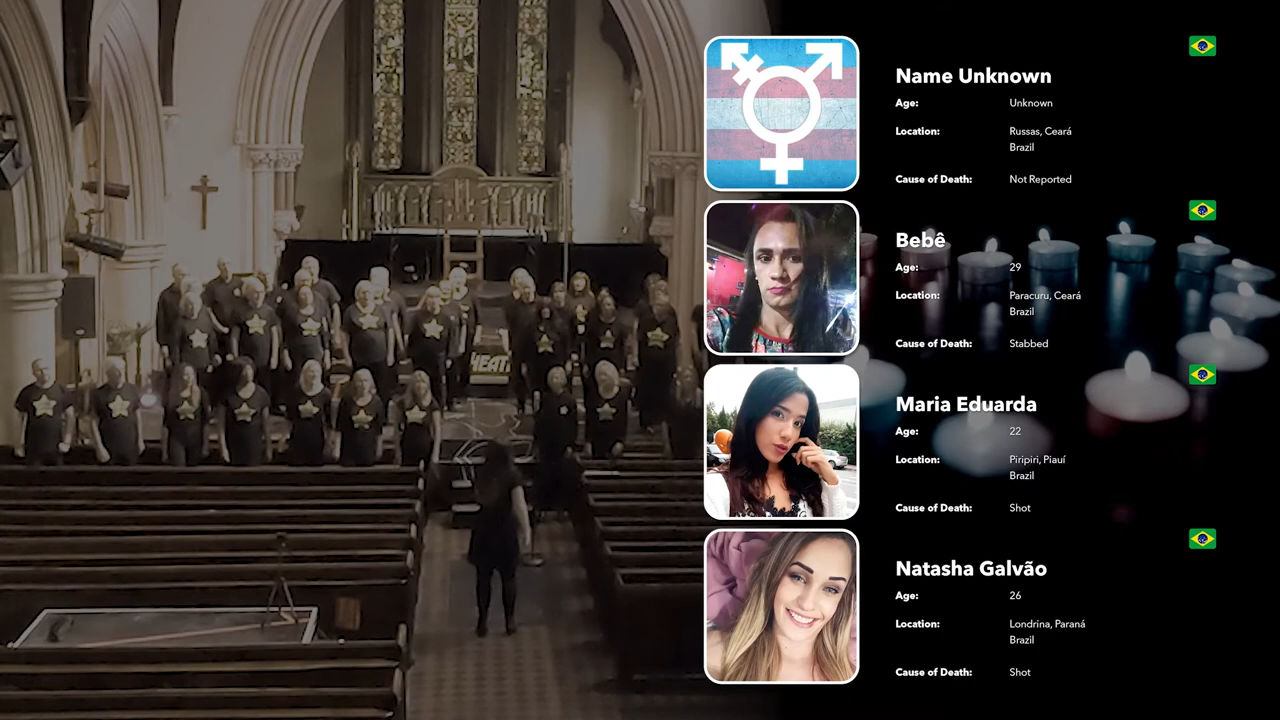 Name Unknown
Age: Unknown
Location: Russas, Ceará
Brazil
Cause of Death: Not Reported
Bebê
Age: 29
Location: Paracuru, Ceará
Brazil
Cause of Death: Stabbed
Maria Eduarda
Age: 22
Location: Piripiri, Piauí
Brazil
Cause of Death: Shot
Natasha Galvão
Age: 26
Location: Londrina, Paraná
Brazil
Cause of Death: Shot